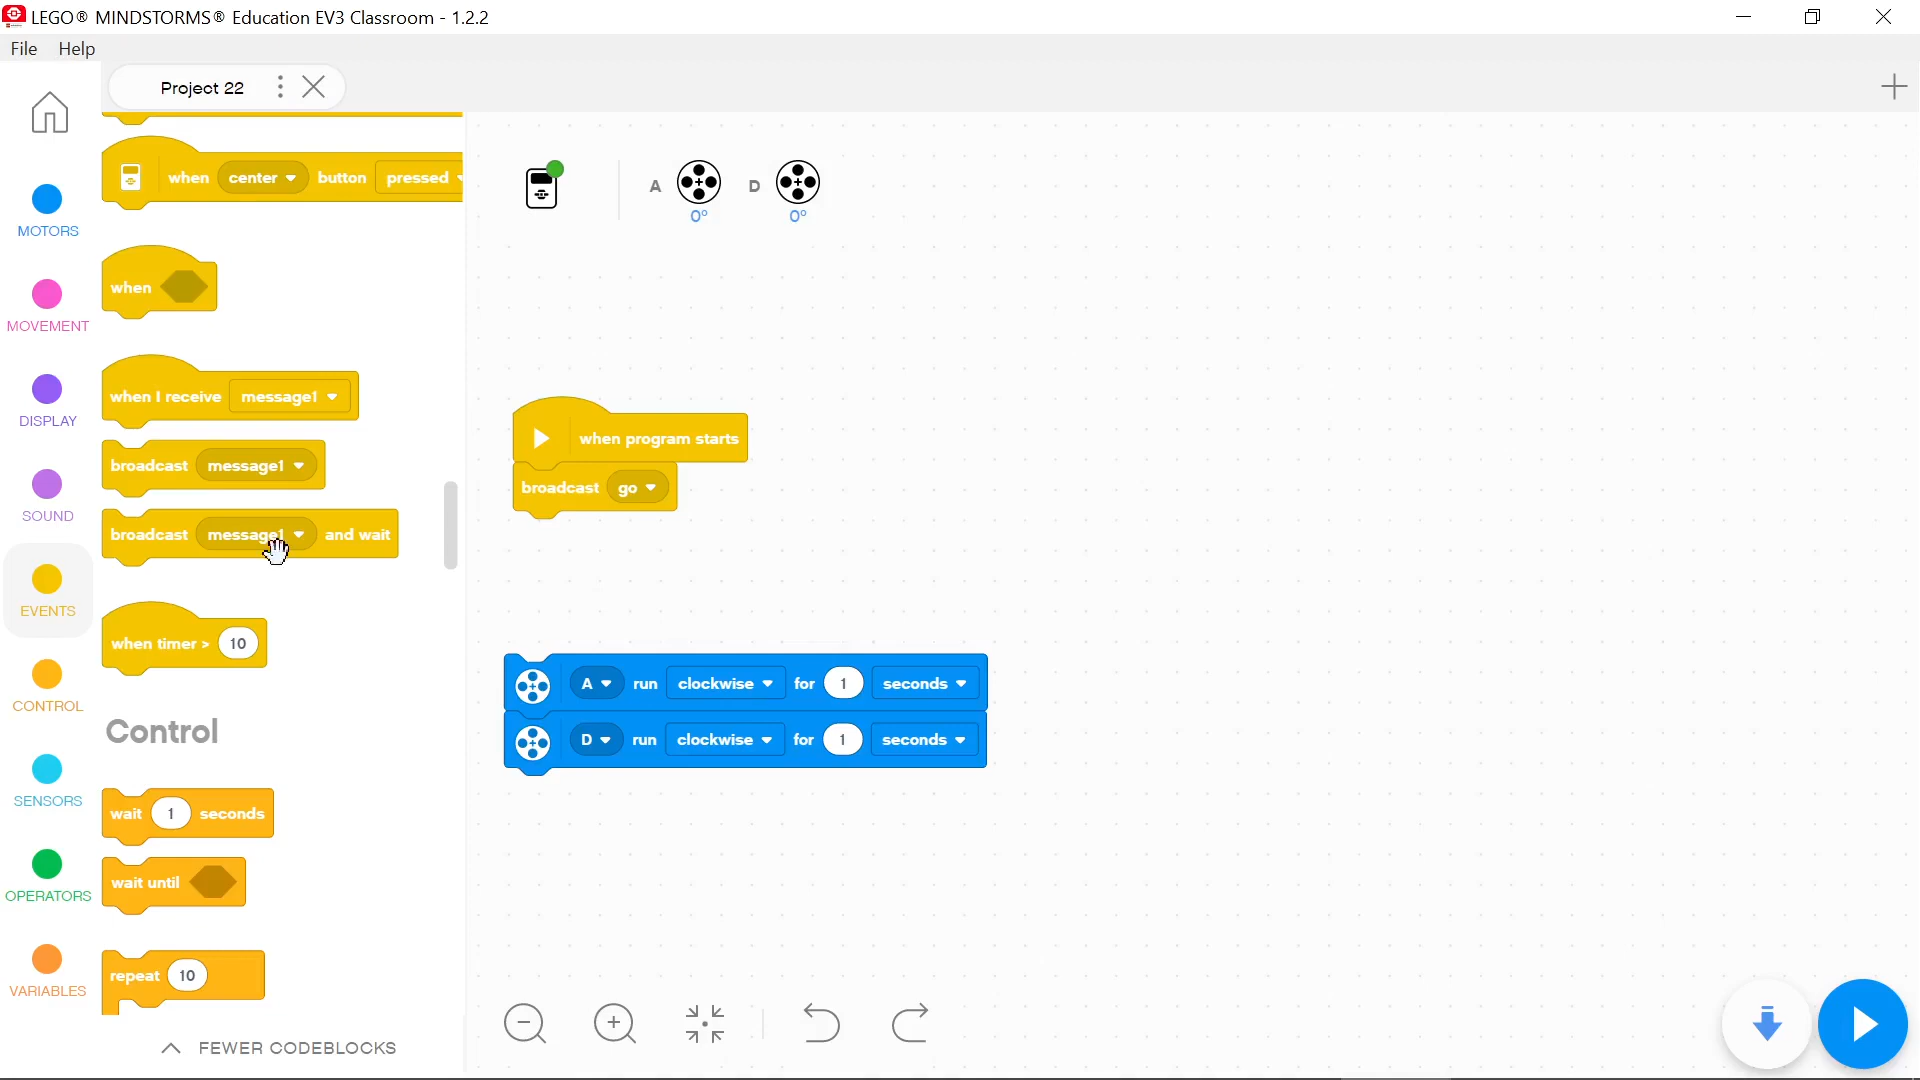 LEGO® MINDSTORMS® Education EV3 Classroom - 1.2.2
File Help
Project 22
MOTORS
MOVEMENT
DISPLAY
SOUND
EVENTS
CONTROL
SENSORS
OPERATORS
VARIABLES
when center button pressed
when
when I receive message1
broadcast message1
broadcast message1 and wait
when timer > 10
Control
wait 1 seconds
wait until
repeat 10
FEWER CODEBLOCKS
A D
0° 0°
when program starts
broadcast go
A run clockwise for 1 seconds
D run clockwise for 1 seconds